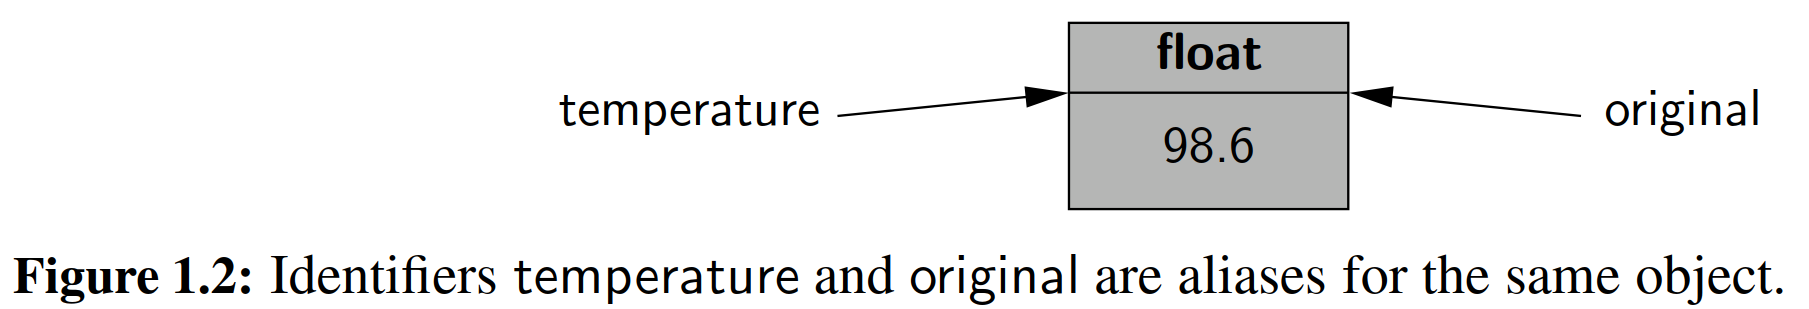 float
temperature
original
98.6
Figure 1.2: Identifiers temperature and original are aliases for the same object.